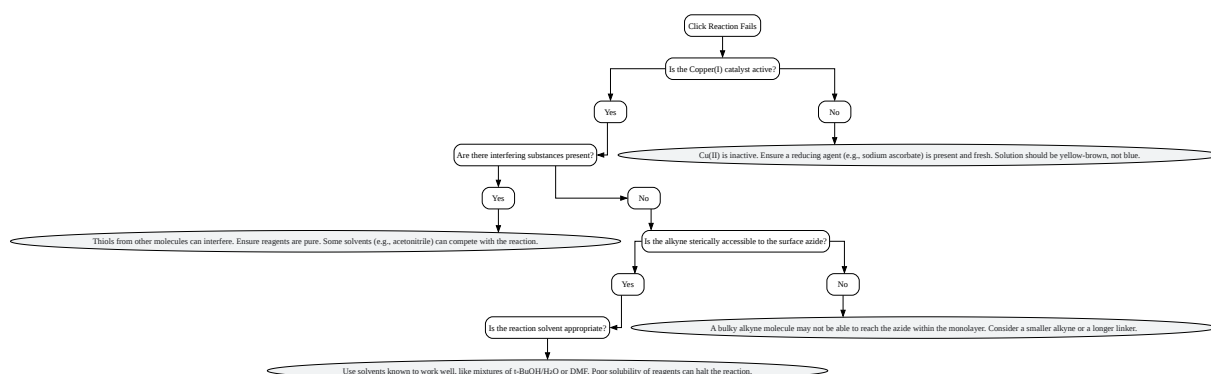 Click Reaction Fails
Is the Copper(I) catalyst active?
Yes
No
Are there interfering substances present?
Cu(II) is inactive. Ensure a reducing agent (e.g., sodium ascorbate) is present and fresh. Solution should be yellow-brown, not blue.
Yes
No
Thiols from other molecules can interfere. Ensure reagents are pure. Some solvents (e.g., acetonitrile) can compete with the reaction.
Is the alkyne sterically accessible to the surface azide?
Yes
No
Is the reaction solvent appropriate?
A bulky alkyne molecule may not be able to reach the azide within the monolayer. Consider a smaller alkyne or a longer linker.
Use solvents known to work well, like mixtures of t-BuOH/H₂O or DMF. Poor solubility of reagents can halt the reaction.